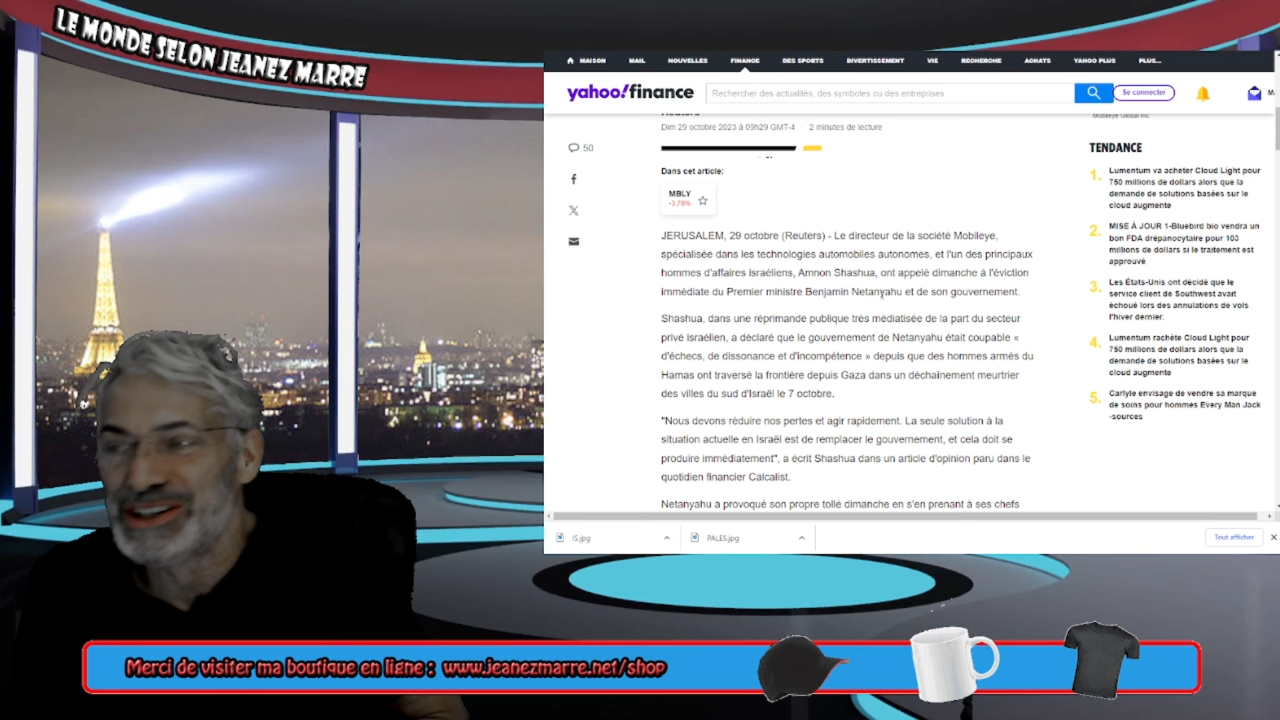 LE MONDE SELON JEANEZ MARRE
MAISON MAIL NOUVELLES FINANCE DES SPORTS DIVERTISSEMENT VIE RECHERCHE ACHATS YAHOO PLUS PLUS...
yahoo!finance
Rechercher des actualités, des symboles ou des entreprises
Se connecter
Dim 29 octobre 2023 à 09h29 GMT-4 · 2 minutes de lecture
50
Dans cet article:
MBLY
-3,76%
JERUSALEM, 29 octobre (Reuters) - Le directeur de la société Mobileye,
spécialisée dans les technologies automobiles autonomes, et l'un des principaux
hommes d'affaires israéliens, Amnon Shashua, ont appelé dimanche à l'éviction
immédiate du Premier ministre Benjamin Netanyahu et de son gouvernement.
Shashua, dans une réprimande publique très médiatisée de la part du secteur
privé israélien, a déclaré que le gouvernement de Netanyahu était coupable «
d'échecs, de dissonance et d'incompétence » depuis que des hommes armés du
Hamas ont traversé la frontière depuis Gaza dans un déchaînement meurtrier
des villes du sud d'Israël le 7 octobre.
"Nous devons réduire nos pertes et agir rapidement. La seule solution à la
situation actuelle en Israël est de remplacer le gouvernement, et cela doit se
produire immédiatement", a écrit Shashua dans un article d'opinion paru dans le
quotidien financier Calcalist.
Netanyahu a provoqué son propre tollé dimanche en s'en prenant à ses chefs
Mobileye Global Inc
TENDANCE
1. Lumentum va acheter Cloud Light pour
750 millions de dollars alors que la
demande de solutions basées sur le
cloud augmente
2. MISE À JOUR 1-Bluebird bio vendra un
bon FDA drépanocytaire pour 103
millions de dollars si le traitement est
approuvé
3. Les États-Unis ont décidé que le
service client de Southwest avait
échoué lors des annulations de vols
l'hiver dernier.
4. Lumentum rachète Cloud Light pour
750 millions de dollars alors que la
demande de solutions basées sur le
cloud augmente
5. Carlyle envisage de vendre sa marque
de soins pour hommes Every Man Jack
-sources
IS.jpg
PALES.jpg
Tout afficher
Merci de visiter ma boutique en ligne : www.jeanezmarre.net/shop